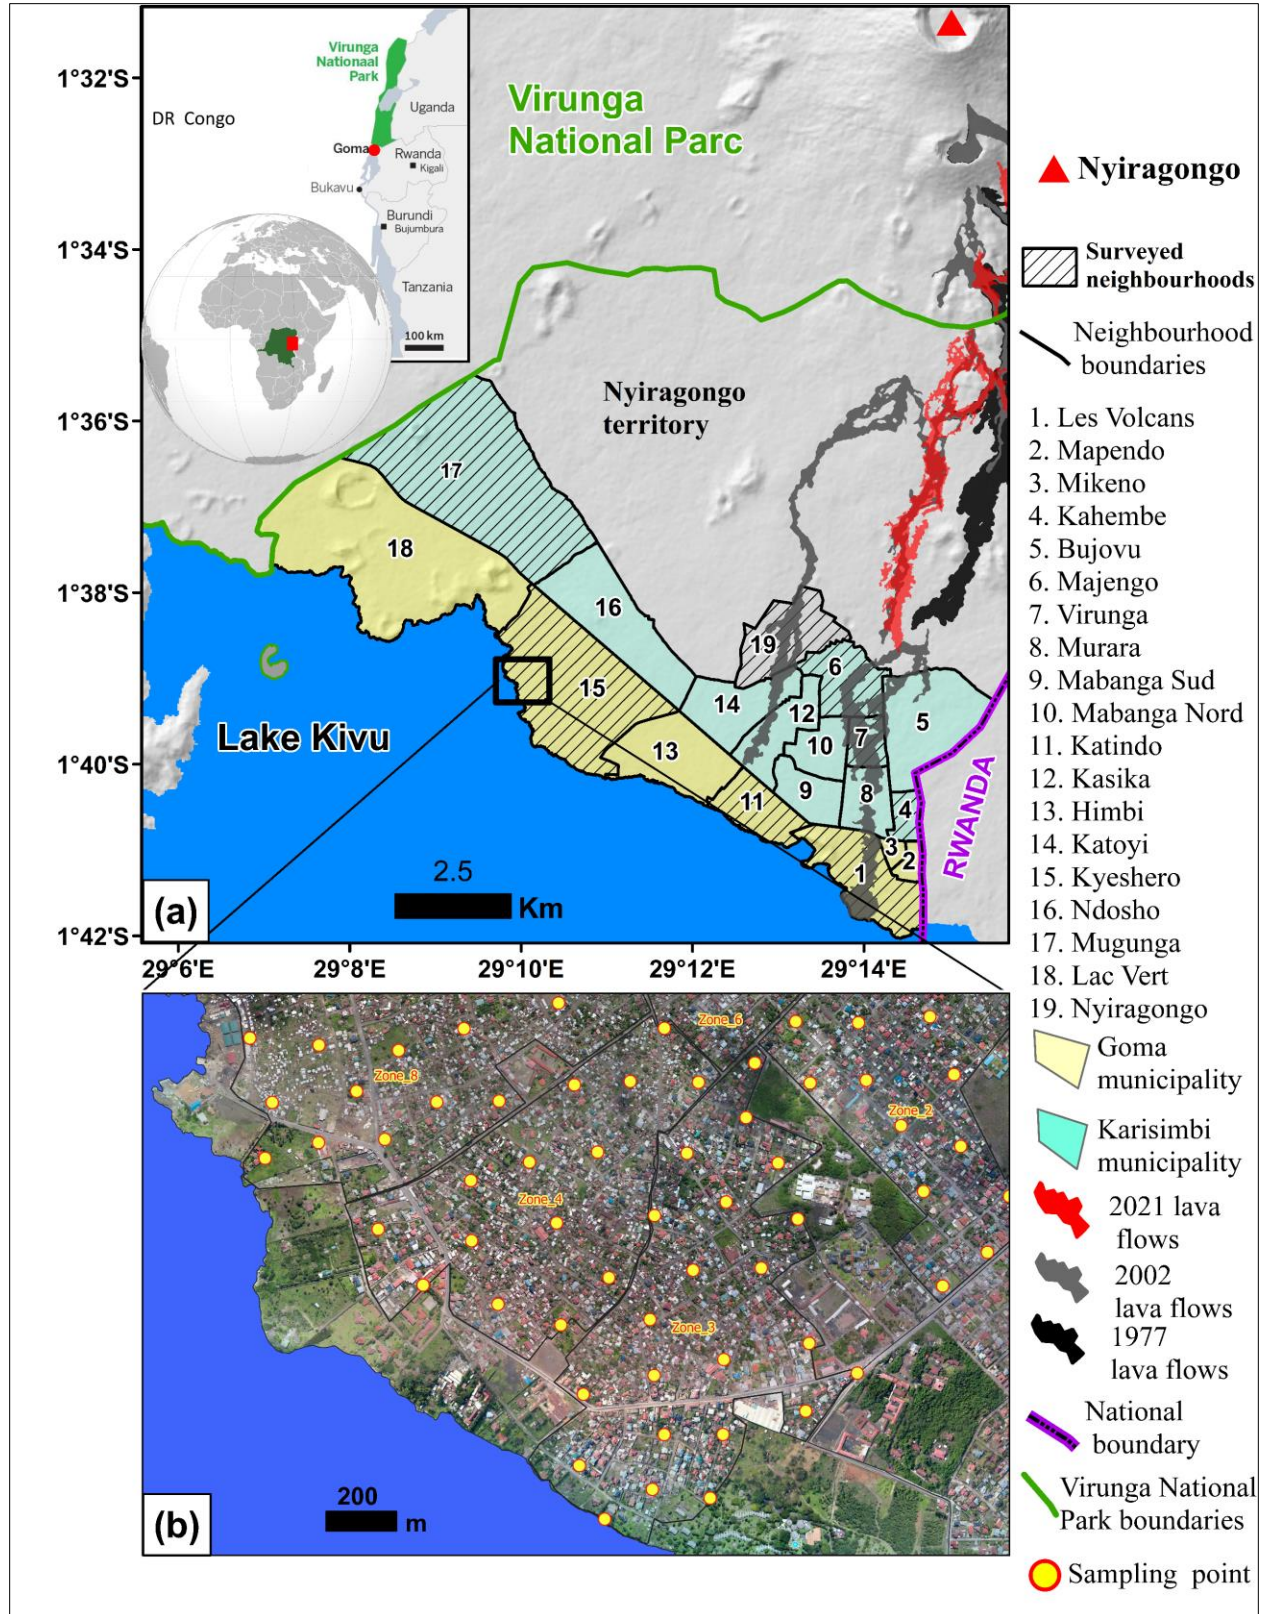 Virunga
Nationaal
Park
DR Congo
Uganda
Goma
Rwanda
Kigali
Bukavu
Burundi
Bujumbura
Tanzania
100 km
1°32'S
1°34'S
1°36'S
1°38'S
1°40'S
1°42'S
29°6'E
29°8'E
29°10'E
29°12'E
29°14'E
Virunga
National Parc
Nyiragongo
territory
Lake Kivu
RWANDA
17
18
16
15
19
6
14
12
5
10
7
13
9
8
11
4
3
2
1
2.5
Km
(a)
Zone_6
Zone_8
Zone_2
Zone_4
Zone_3
200
m
(b)
Nyiragongo
Surveyed
neighbourhoods
Neighbourhood
boundaries
1. Les Volcans
2. Mapendo
3. Mikeno
4. Kahembe
5. Bujovu
6. Majengo
7. Virunga
8. Murara
9. Mabanga Sud
10. Mabanga Nord
11. Katindo
12. Kasika
13. Himbi
14. Katoyi
15. Kyeshero
16. Ndosho
17. Mugunga
18. Lac Vert
19. Nyiragongo
Goma
municipality
Karisimbi
municipality
2021 lava
flows
2002
lava flows
1977
lava flows
National
boundary
Virunga National
Park boundaries
Sampling point